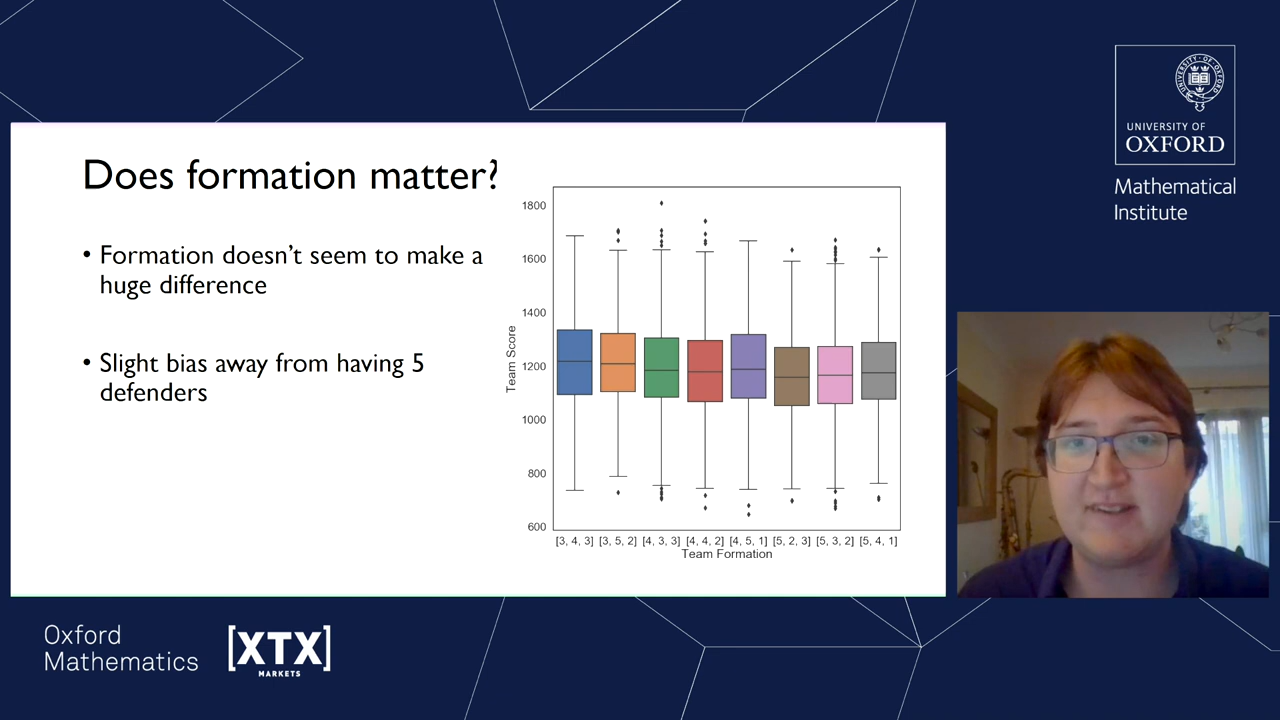 Does formation matter?
• Formation doesn't seem to make a
huge difference
• Slight bias away from having 5
defenders
Team Score
1800
1600
1400
1200
1000
800
600
[3, 4, 3] [3, 5, 2] [4, 3, 3] [4, 4, 2] [4, 5, 1] [5, 2, 3] [5, 3, 2] [5, 4, 1]
Team Formation
UNIVERSITY OF
OXFORD
Mathematical
Institute
Oxford
Mathematics
[XTX]
MARKETS